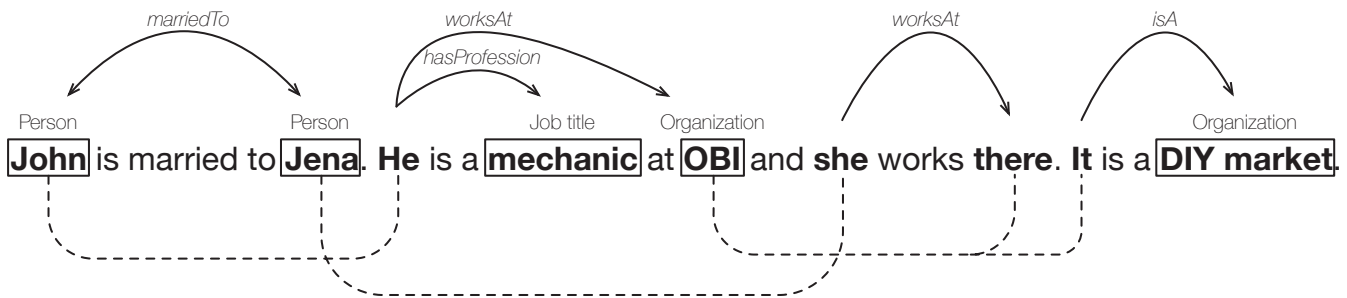 marriedTo worksAt worksAt isA
hasProfession
Person Person Job title Organization Organization
John is married to Jena. He is a mechanic at OBI and she works there. It is a DIY market.